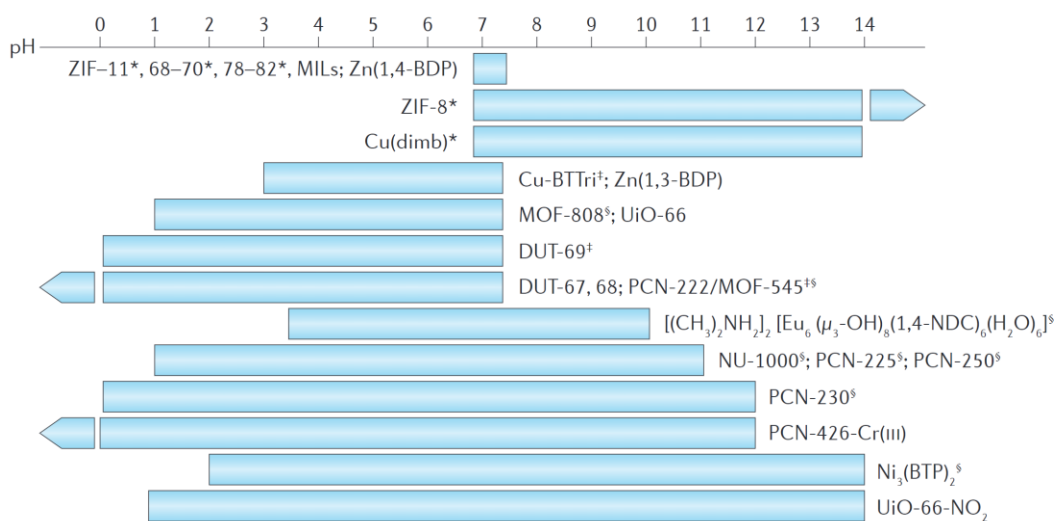 0 1 2 3 4 5 6 7 8 9 10 11 12 13 14
pH
ZIF–11*, 68–70*, 78–82*, MILs; Zn(1,4-BDP)
ZIF-8*
Cu(dimb)*
Cu-BTTri‡; Zn(1,3-BDP)
MOF-808§; UiO-66
DUT-69‡
DUT-67, 68; PCN-222/MOF-545‡§
[(CH₃)₂NH₂]₂ [Eu₆ (μ₃-OH)₈(1,4-NDC)₆(H₂O)₆]§
NU-1000§; PCN-225§; PCN-250§
PCN-230§
PCN-426-Cr(III)
Ni₃(BTP)₂§
UiO-66-NO₂